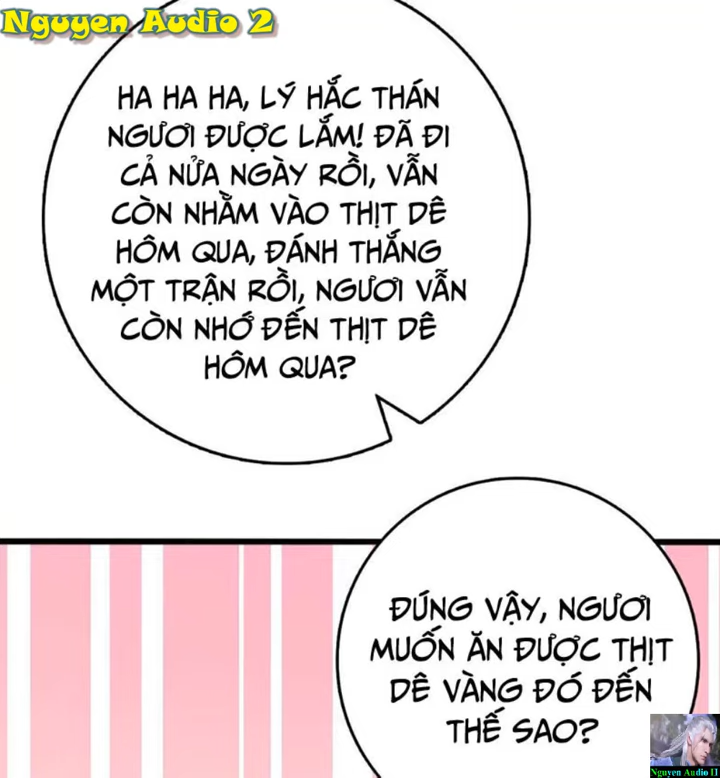 Nguyen Audio 2
HA HA HA, LÝ HẮC THÁN
NGƯƠI ĐƯỢC LẮM! ĐÃ ĐI
CẢ NỬA NGÀY RỒI, VẪN
CÒN NHẰM VÀO THỊT DÊ
HÔM QUA, ĐÁNH THẮNG
MỘT TRẬN RỒI, NGƯƠI VẪN
CÒN NHỚ ĐẾN THỊT DÊ
HÔM QUA?
ĐÚNG VẬY, NGƯƠI
MUỐN ĂN ĐƯỢC THỊT
DÊ VÀNG ĐÓ ĐẾN
THẾ SAO?
Nguyen Audio II